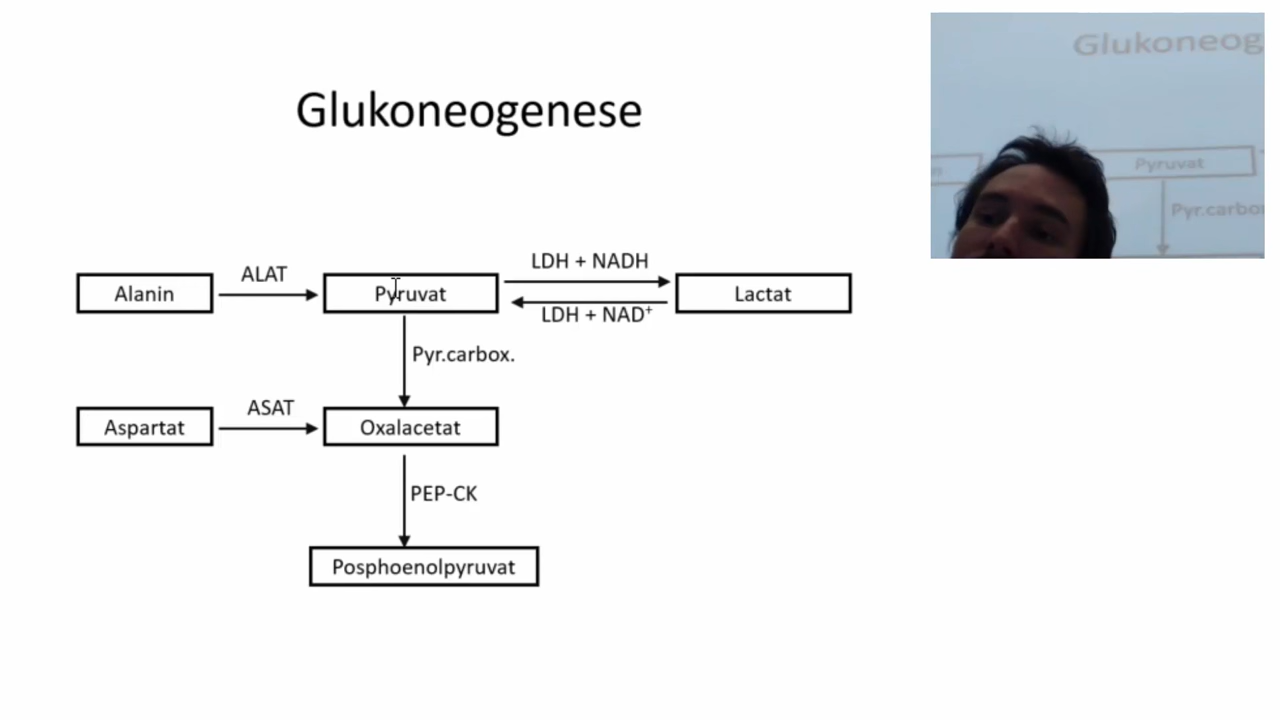 Glukoneogenese
Glukoneog
Pyruvat
Pyr.carbo
LDH + NADH
ALAT
Alanin
Pyruvat
Lactat
LDH + NAD⁺
Pyr.carbox.
ASAT
Aspartat
Oxalacetat
PEP-CK
Posphoenolpyruvat